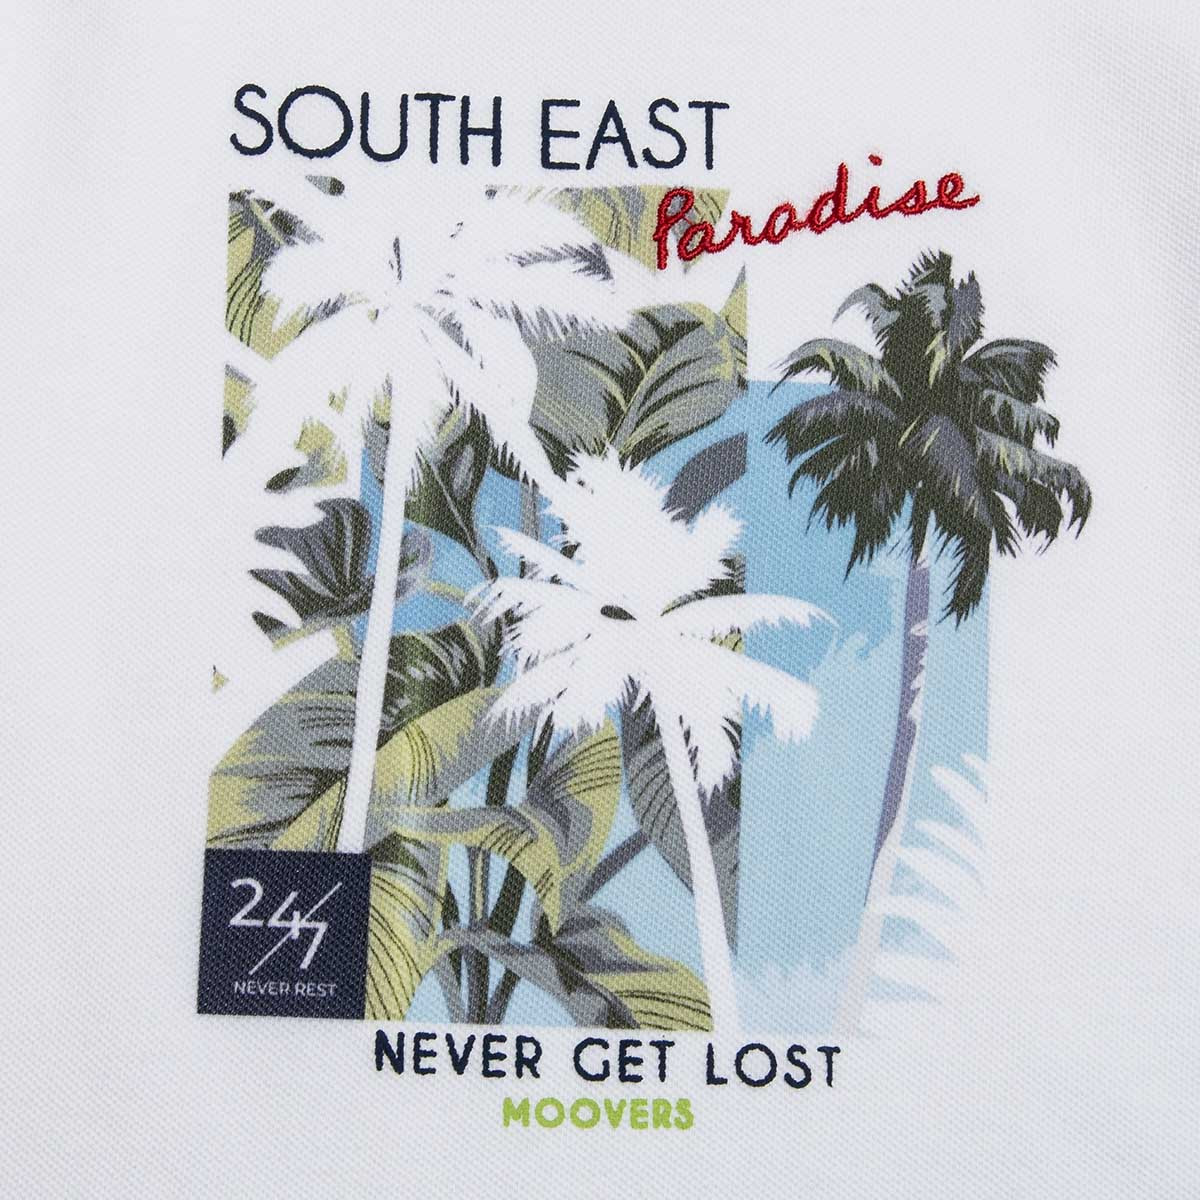 SOUTH EAST
Paradise
24/7
NEVER REST
NEVER GET LOST
MOOVERS